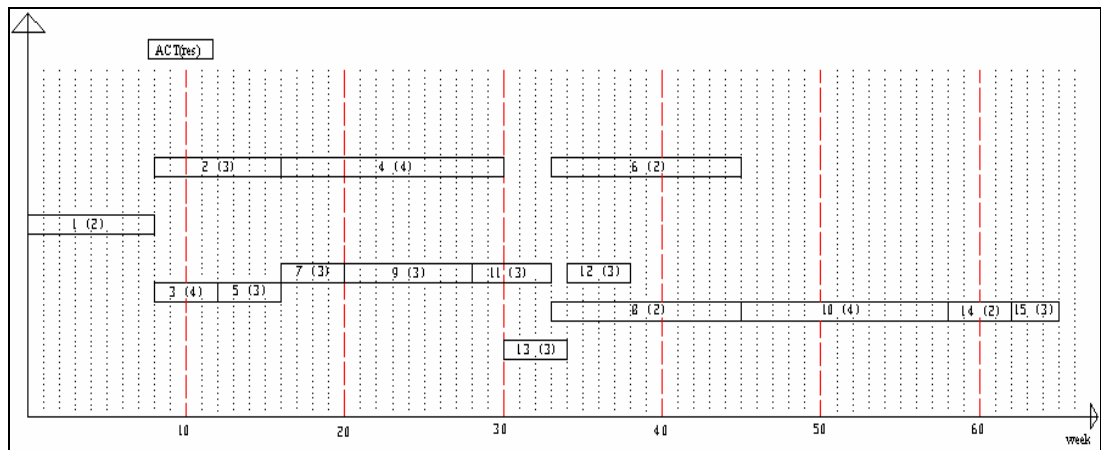 ACT(res)
2 (3) 4 (4) 6 (2)
1 (2)
7 (3) 9 (3) 11 (3) 12 (3)
3 (4) 5 (3)
8 (2) 10 (4) 14 (2) 15 (3)
13 (3)
10 20 30 40 50 60
week